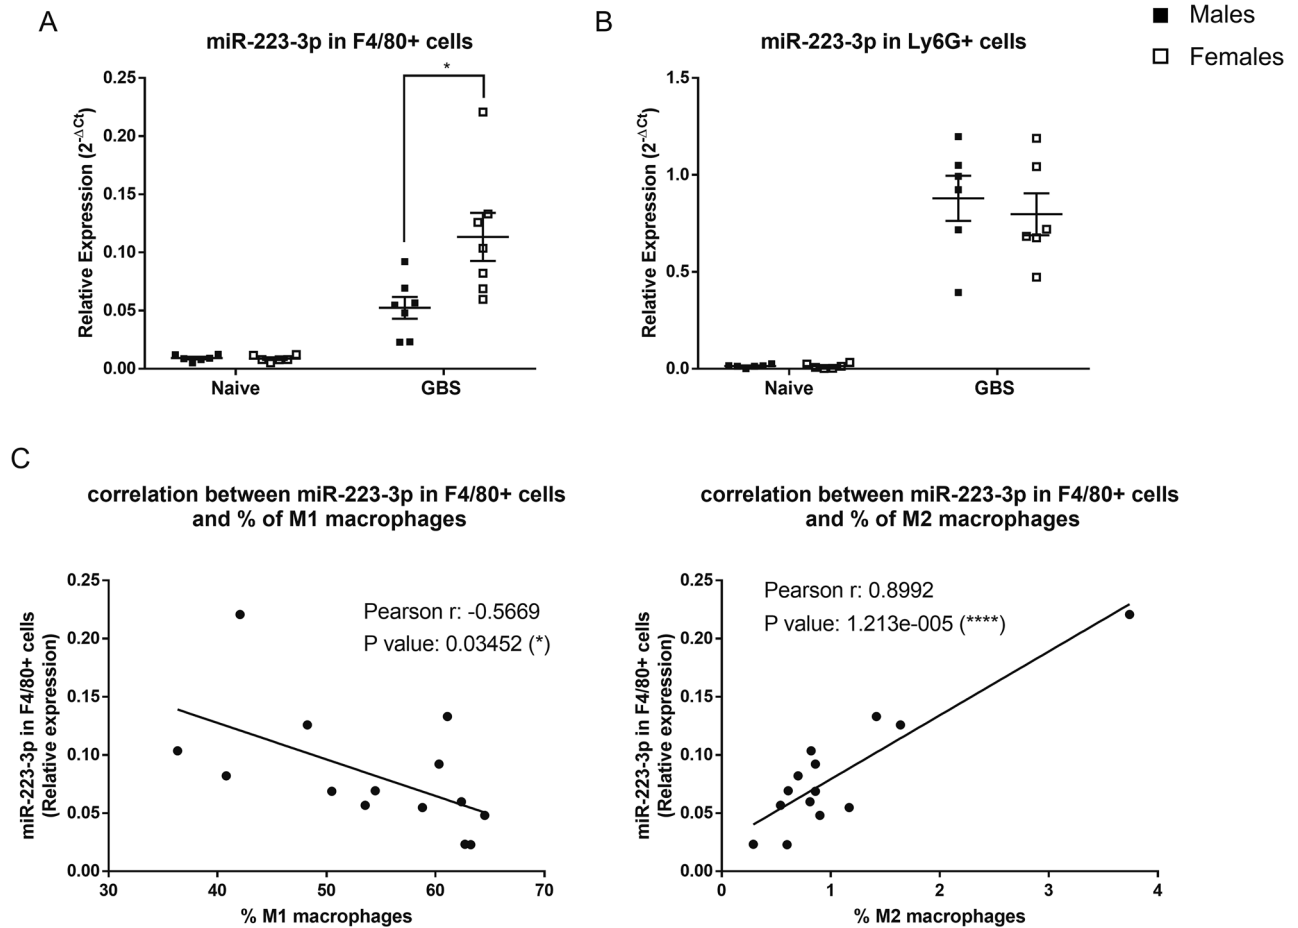 A
miR-223-3p in F4/80+ cells
Relative Expression (2-ΔCt)
0.25
0.20
0.15
0.10
0.05
0.00
*
Naive
GBS
B
miR-223-3p in Ly6G+ cells
Relative Expression (2-ΔCt)
1.5
1.0
0.5
0.0
Naive
GBS
Males
Females
C
correlation between miR-223-3p in F4/80+ cells
and % of M1 macrophages
miR-223-3p in F4/80+ cells
(Relative expression)
0.25
0.20
0.15
0.10
0.05
0.00
Pearson r: -0.5669
P value: 0.03452 (*)
30
40
50
60
70
% M1 macrophages
correlation between miR-223-3p in F4/80+ cells
and % of M2 macrophages
miR-223-3p in F4/80+ cells
(Relative expression)
0.25
0.20
0.15
0.10
0.05
0.00
Pearson r: 0.8992
P value: 1.213e-005 (****)
0
1
2
3
4
% M2 macrophages